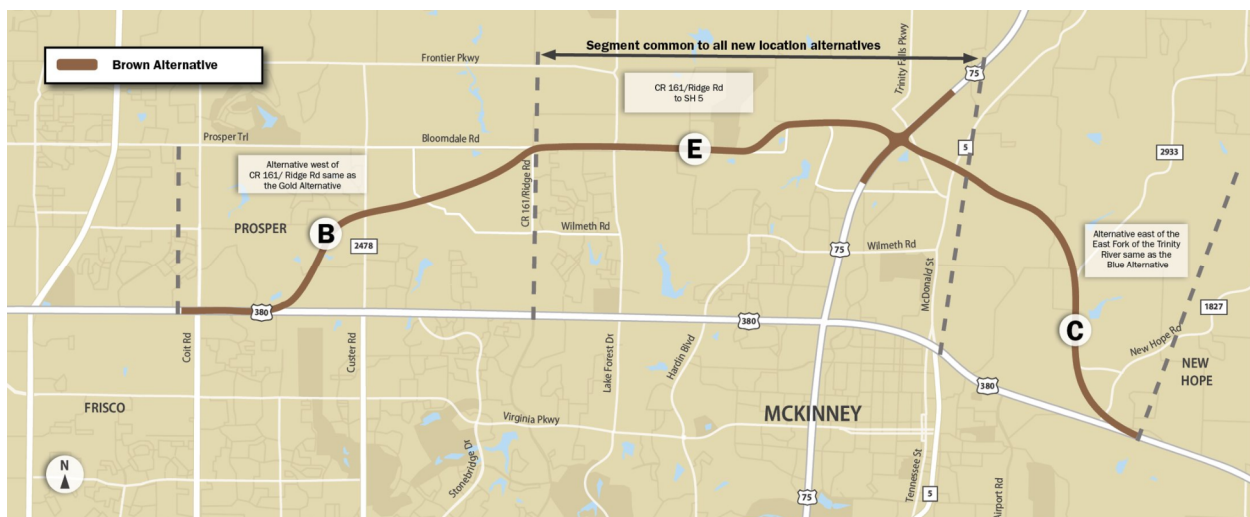 Brown Alternative
Segment common to all new location alternatives
CR 161/Ridge Rd
to SH 5
Frontier Pkwy
Trinity Falls Pkwy
75
Prosper Trl
Bloomdale Rd
E
5
2933
Alternative west of
CR 161/ Ridge Rd same as
the Gold Alternative
CR 161/Ridge Rd
PROSPER
B
2478
Wilmeth Rd
75
Wilmeth Rd
McDonald St
Alternative east of the
East Fork of the Trinity
River same as the
Blue Alternative
380
380
1827
C
New Hope Rd
NEW
HOPE
Coit Rd
Custer Rd
Lake Forest Dr
Hardin Blvd
380
FRISCO
Virginia Pkwy
MCKINNEY
Stonebridge Dr
N
75
Tennessee St
5
Airport Rd